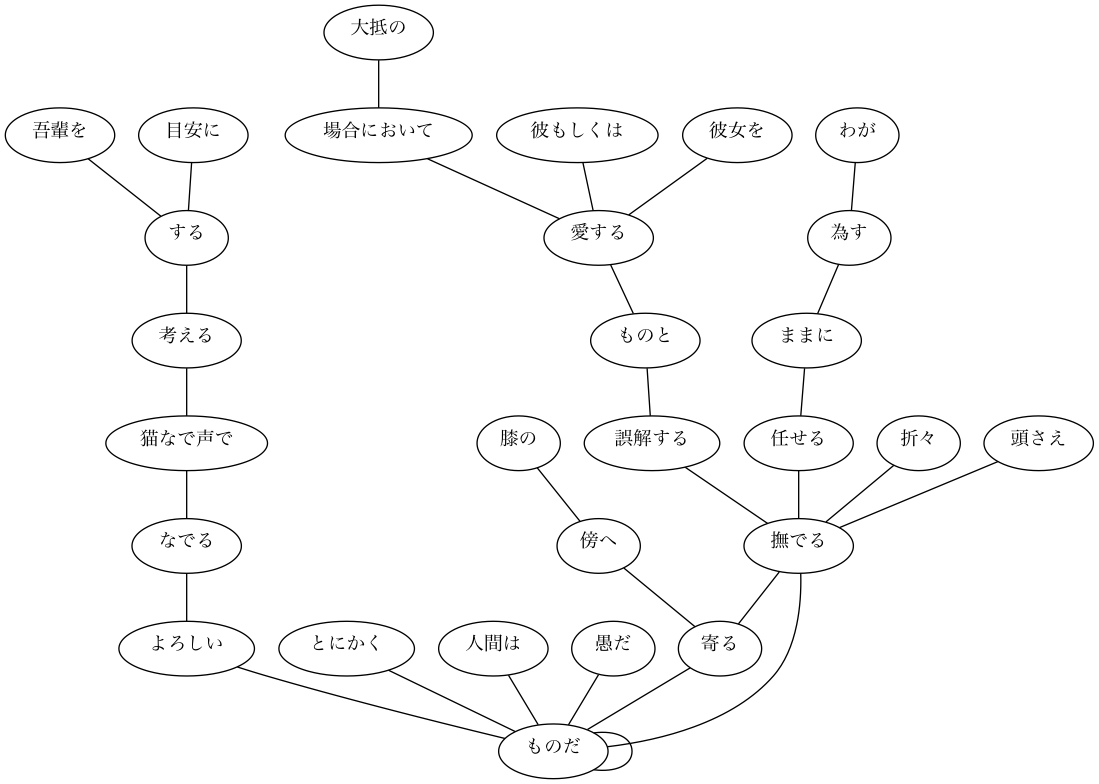 大抵の
吾輩を
目安に
場合において
彼もしくは
彼女を
わが
する
愛する
為す
考える
ものと
ままに
猫なで声で
膝の
誤解する
任せる
折々
頭さえ
なでる
傍へ
撫でる
よろしい
とにかく
人間は
愚だ
寄る
ものだ